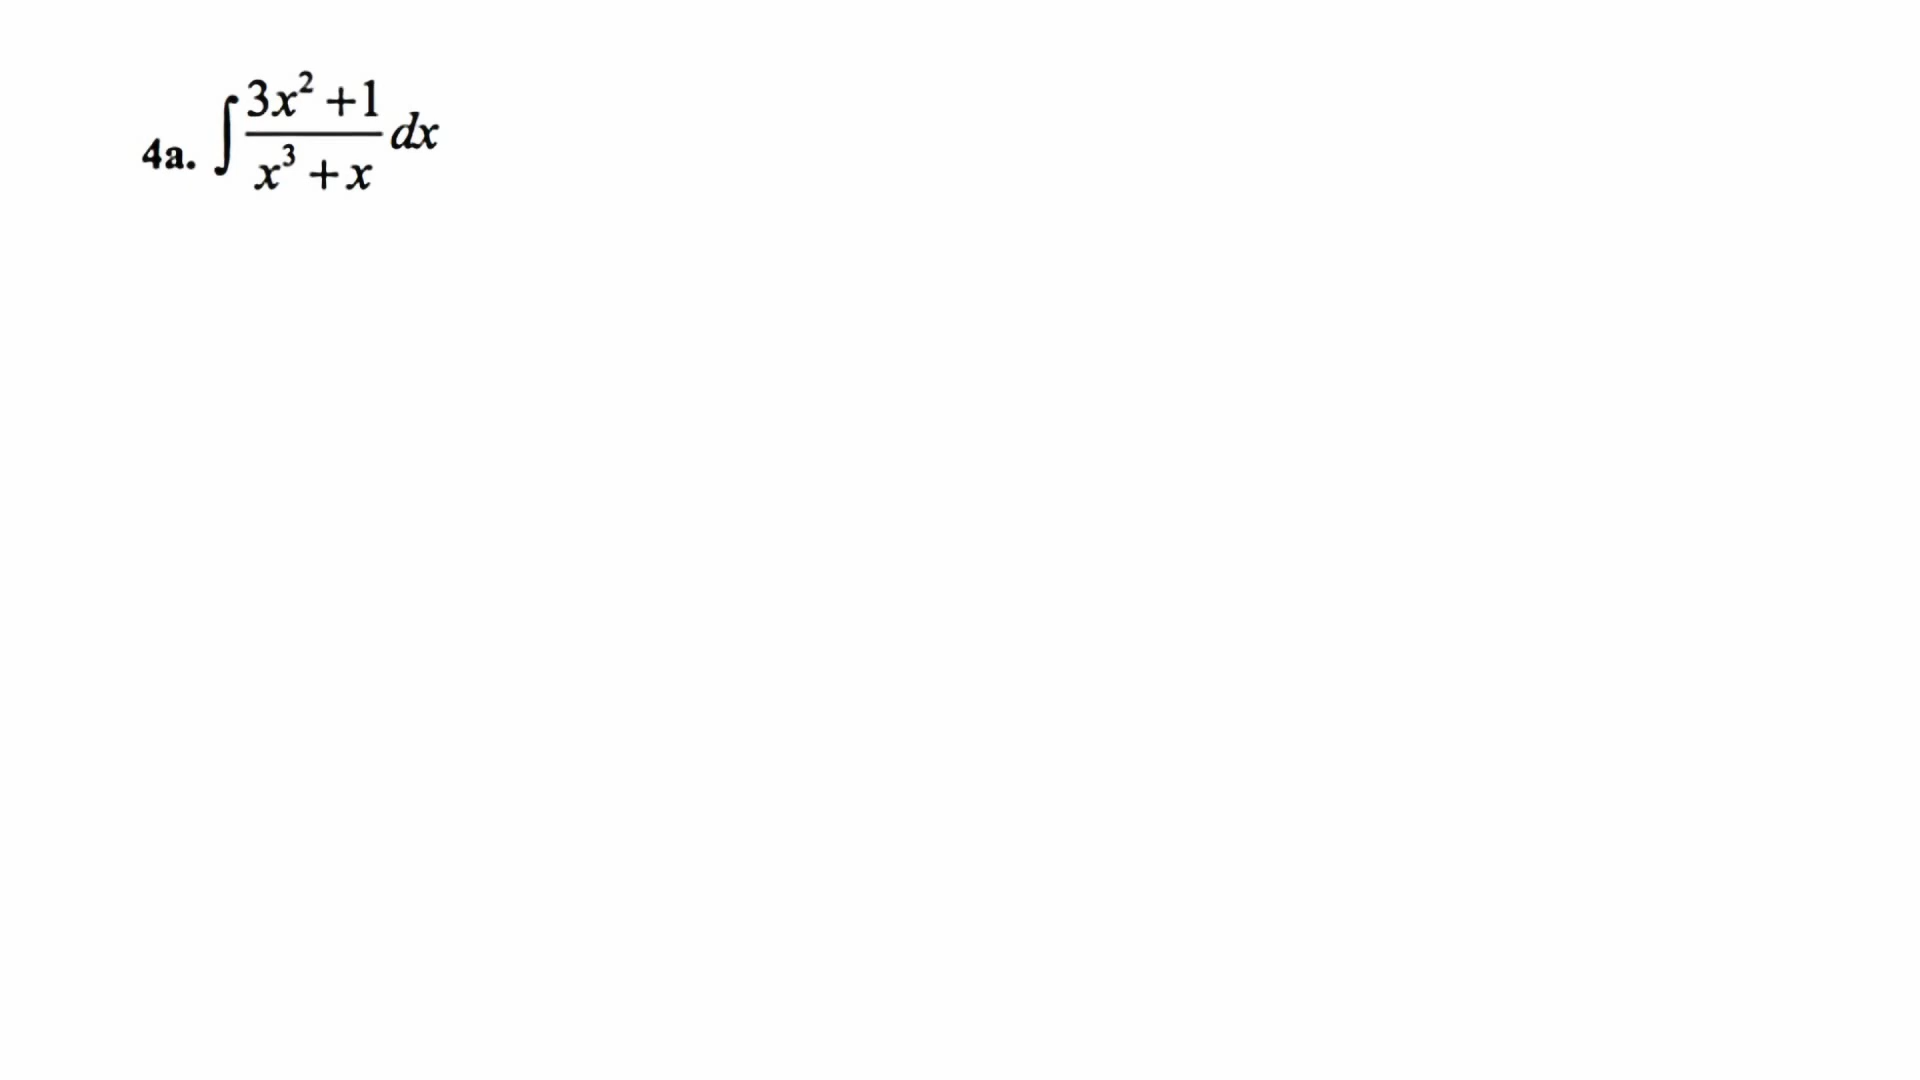 4a. ∫ (3x² + 1)/(x³ + x) dx